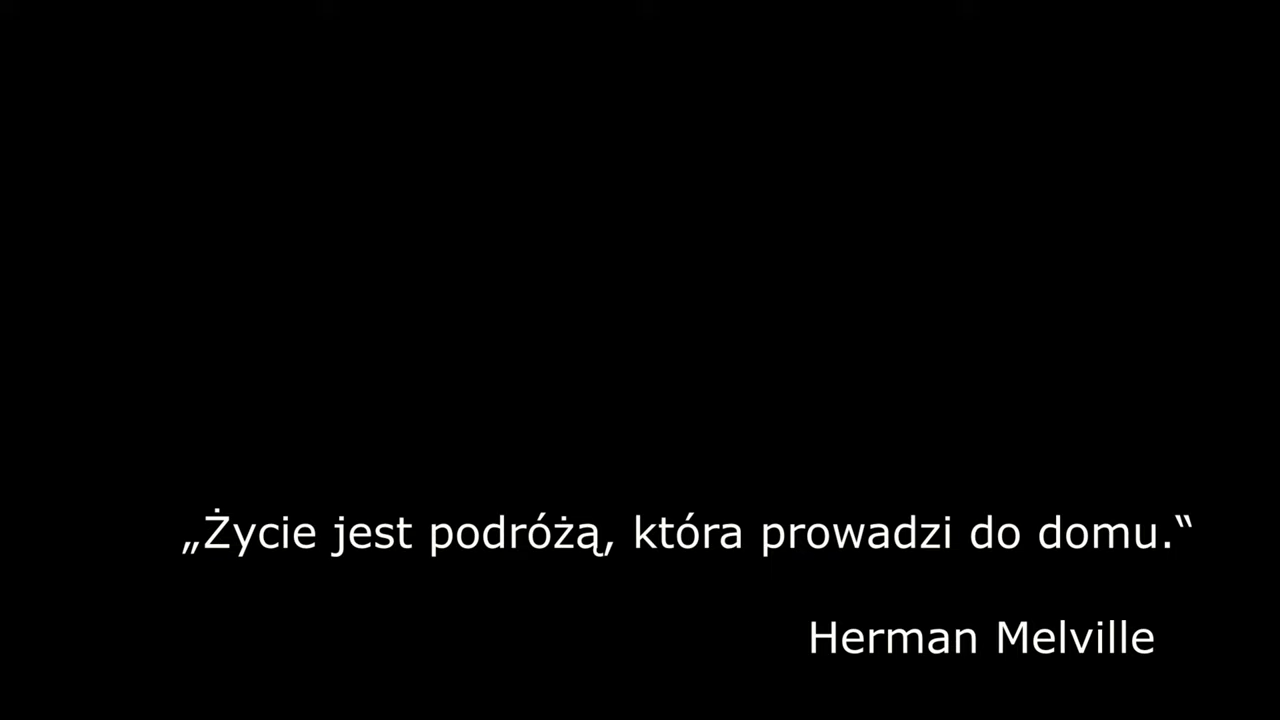 „Życie jest podróżą, która prowadzi do domu.“
Herman Melville